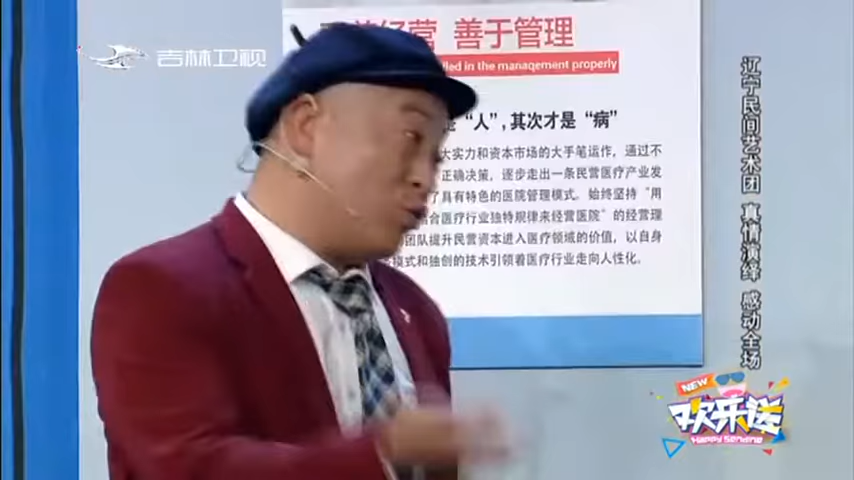 吉林卫视
经营 善于管理
lled in the management properly
"人",其次才是"病"
大实力和资本市场的大手笔运作,通过不
正确决策,逐步走出一条民营医疗产业发
了具有特色的医院管理模式。始终坚持"用
合医疗行业独特规律来经营医院"的经营理
团队提升民营资本进入医疗领域的价值,以自身
模式和独创的技术引领着医疗行业走向人性化。
辽宁民间艺术团 真情演绎 感动全场
NEW
欢乐送
Happy Sending